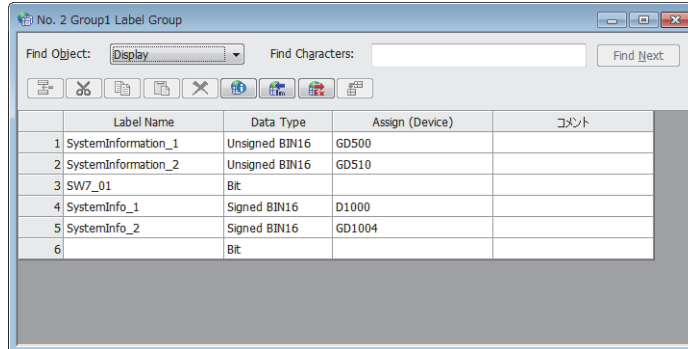 No. 2 Group1 Label Group
Find Object: Display Find Characters: Find Next
Label Name Data Type Assign (Device) コメント
1 SystemInformation_1 Unsigned BIN16 GD500
2 SystemInformation_2 Unsigned BIN16 GD510
3 SW7_01 Bit
4 SystemInfo_1 Signed BIN16 D1000
5 SystemInfo_2 Signed BIN16 GD1004
6 Bit